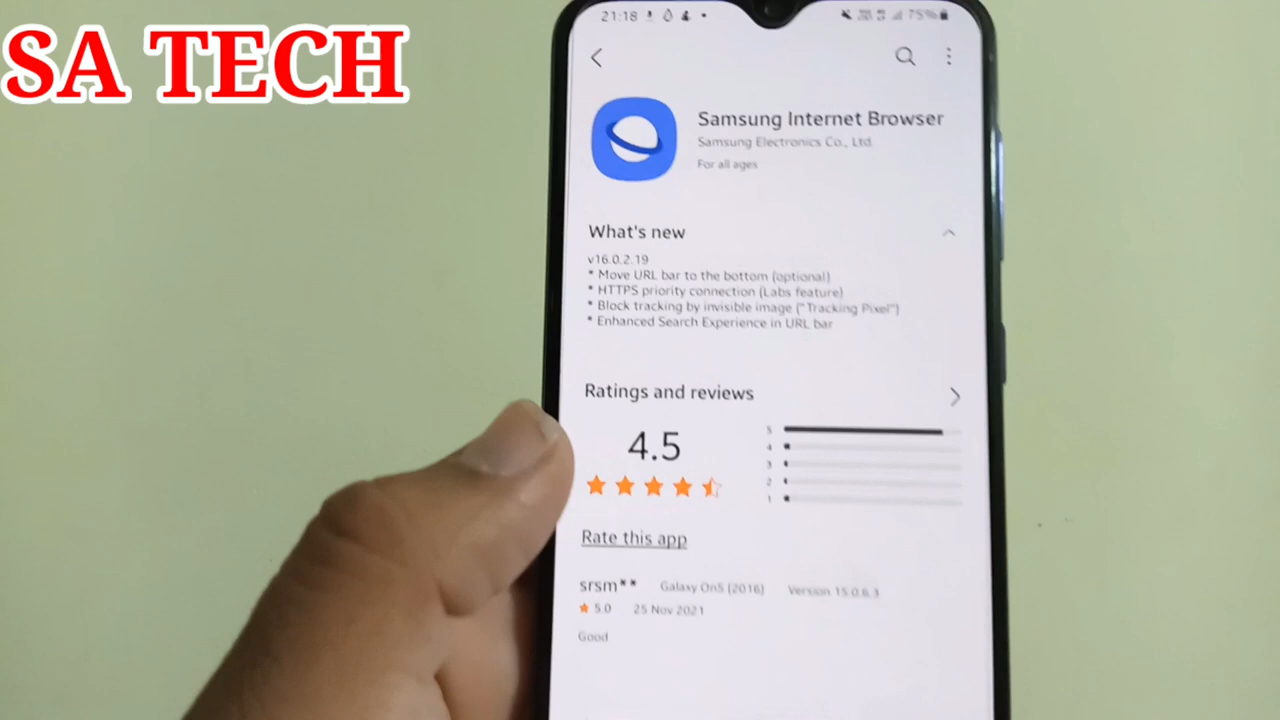 SA TECH
21:18
75%
Samsung Internet Browser
Samsung Electronics Co., Ltd.
For all ages
What's new
v16.0.2.19
* Move URL bar to the bottom (optional)
* HTTPS priority connection (Labs feature)
* Block tracking by invisible image ("Tracking Pixel")
* Enhanced Search Experience in URL bar
Ratings and reviews
4.5
5
4
3
2
1
Rate this app
srsm** Galaxy On5 (2016) Version 15.0.6.3
5.0 25 Nov 2021
Good